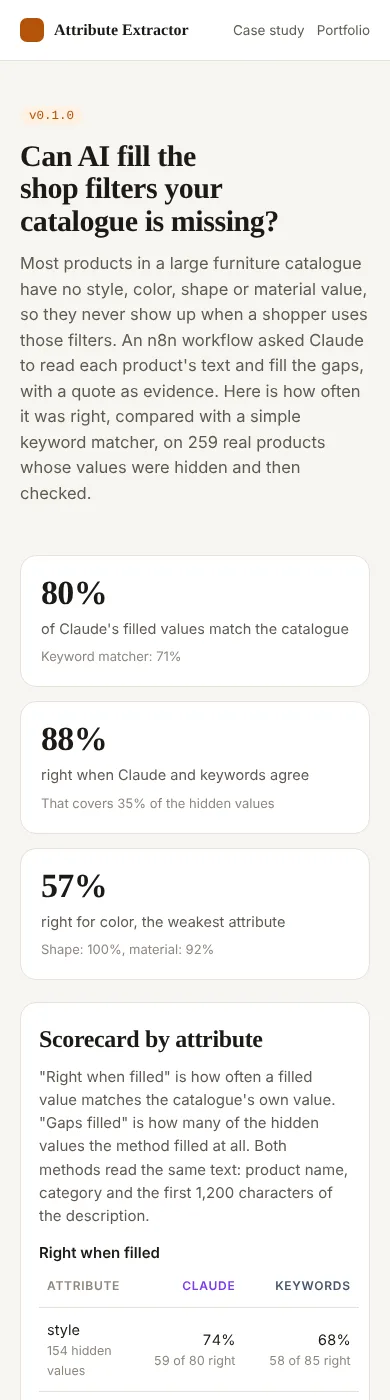 Attribute Extractor
Case study
Portfolio
v0.1.0
Can AI fill the
shop filters your
catalogue is missing?
Most products in a large furniture catalogue
have no style, color, shape or material value,
so they never show up when a shopper uses
those filters. An n8n workflow asked Claude
to read each product's text and fill the gaps,
with a quote as evidence. Here is how often
it was right, compared with a simple
keyword matcher, on 259 real products
whose values were hidden and then
checked.
80%
of Claude's filled values match the catalogue
Keyword matcher: 71%
88%
right when Claude and keywords agree
That covers 35% of the hidden values
57%
right for color, the weakest attribute
Shape: 100%, material: 92%
Scorecard by attribute
"Right when filled" is how often a filled
value matches the catalogue's own value.
"Gaps filled" is how many of the hidden
values the method filled at all. Both
methods read the same text: product name,
category and the first 1,200 characters of
the description.
Right when filled
ATTRIBUTE CLAUDE KEYWORDS
style 74% 68%
154 hidden 59 of 80 right 58 of 85 right
values